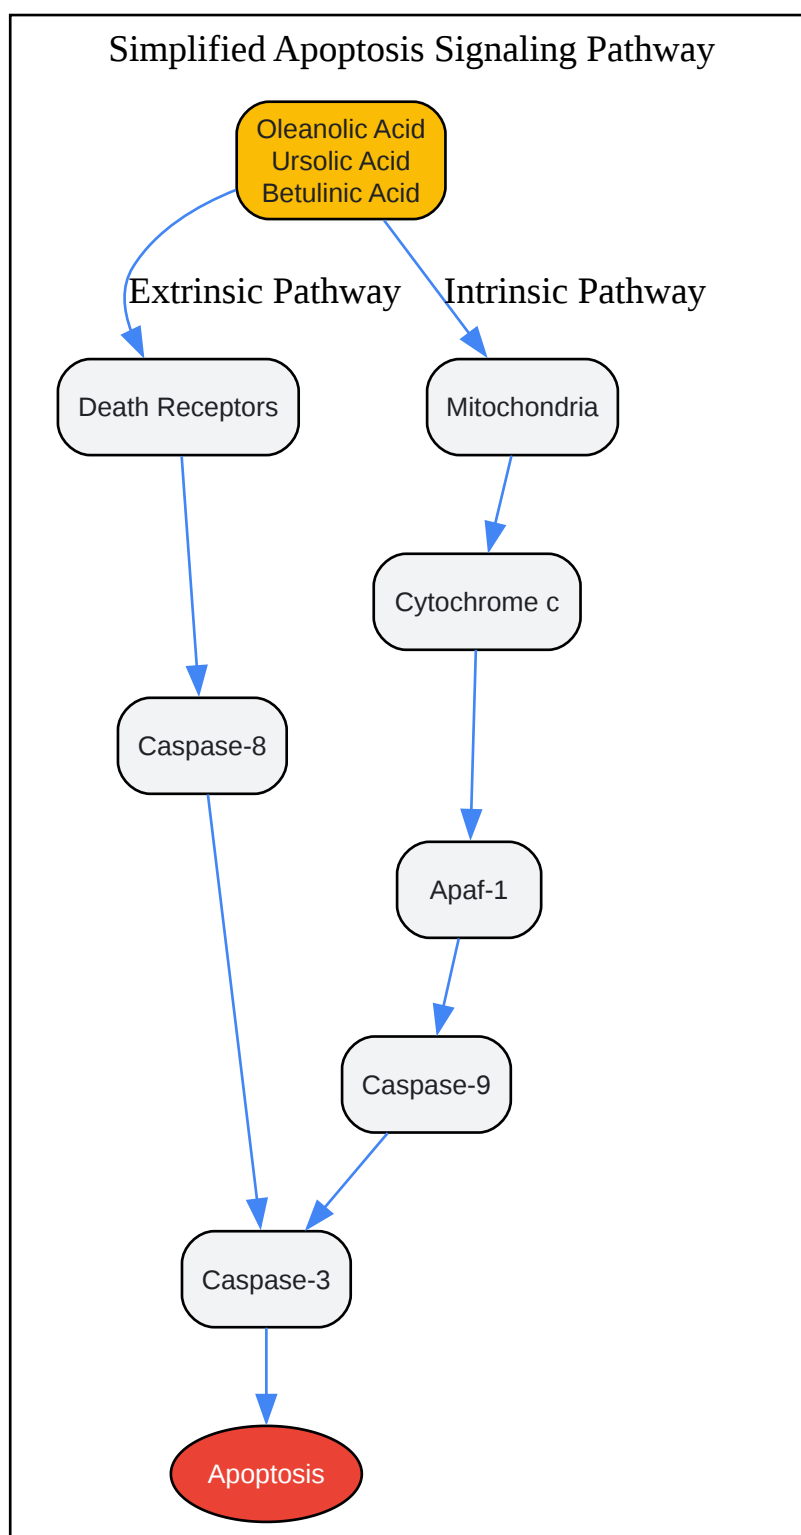 Simplified Apoptosis Signaling Pathway
Oleanolic Acid
Ursolic Acid
Betulinic Acid
Extrinsic Pathway
Intrinsic Pathway
Death Receptors
Mitochondria
Cytochrome c
Caspase-8
Apaf-1
Caspase-9
Caspase-3
Apoptosis